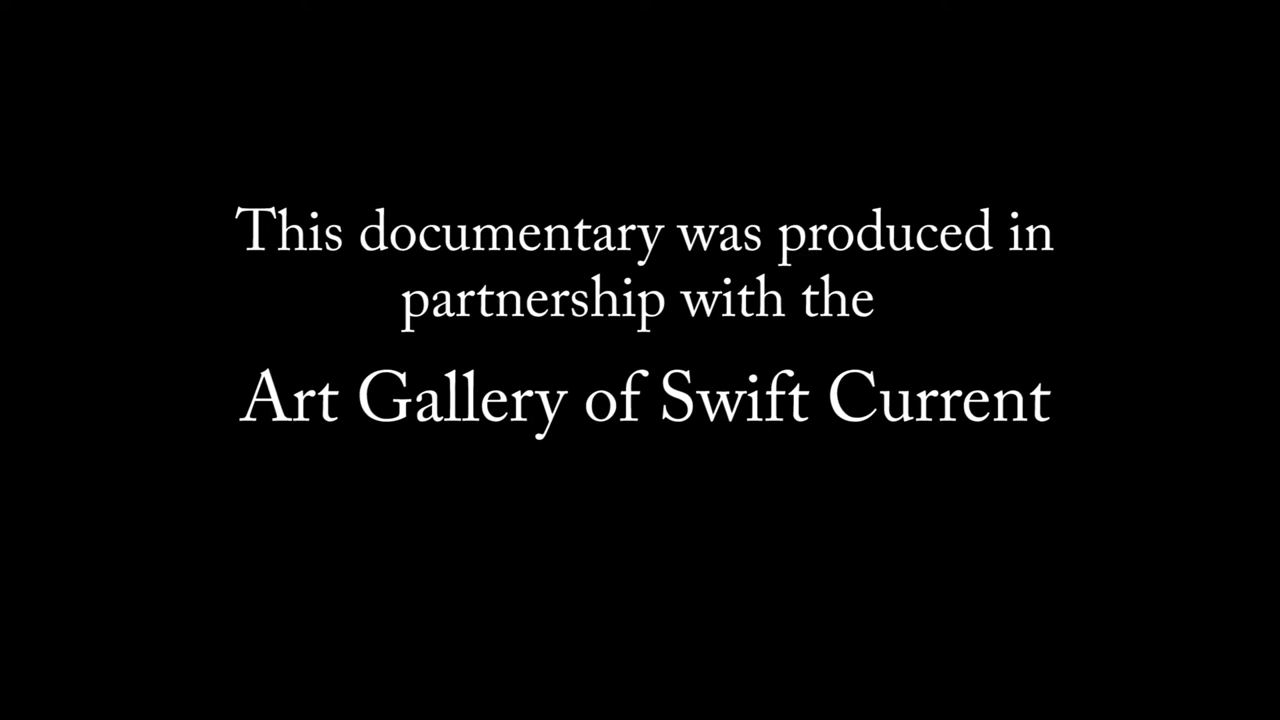 This documentary was produced in
partnership with the
Art Gallery of Swift Current